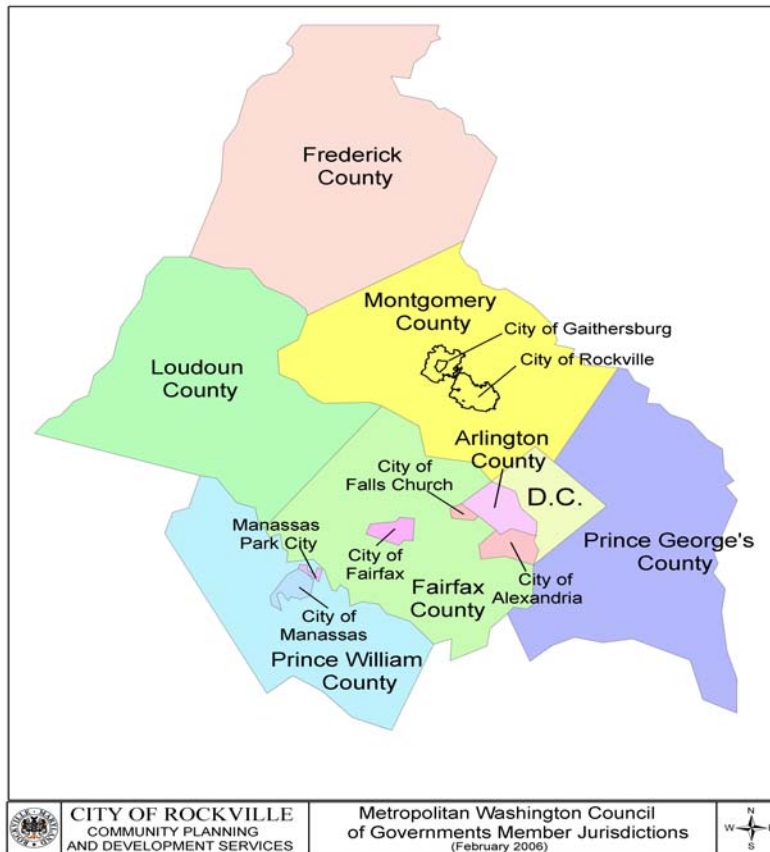 Frederick
County
Montgomery
County
City of Gaithersburg
City of Rockville
Loudoun
County
Arlington
County
City of
Falls Church
D.C.
Manassas
Park City
City of
Fairfax
Prince George's
County
City of
Alexandria
Fairfax
County
City of
Manassas
Prince William
County
CITY OF ROCKVILLE
COMMUNITY PLANNING
AND DEVELOPMENT SERVICES
Metropolitan Washington Council
of Governments Member Jurisdictions
(February 2006)
N
W
S